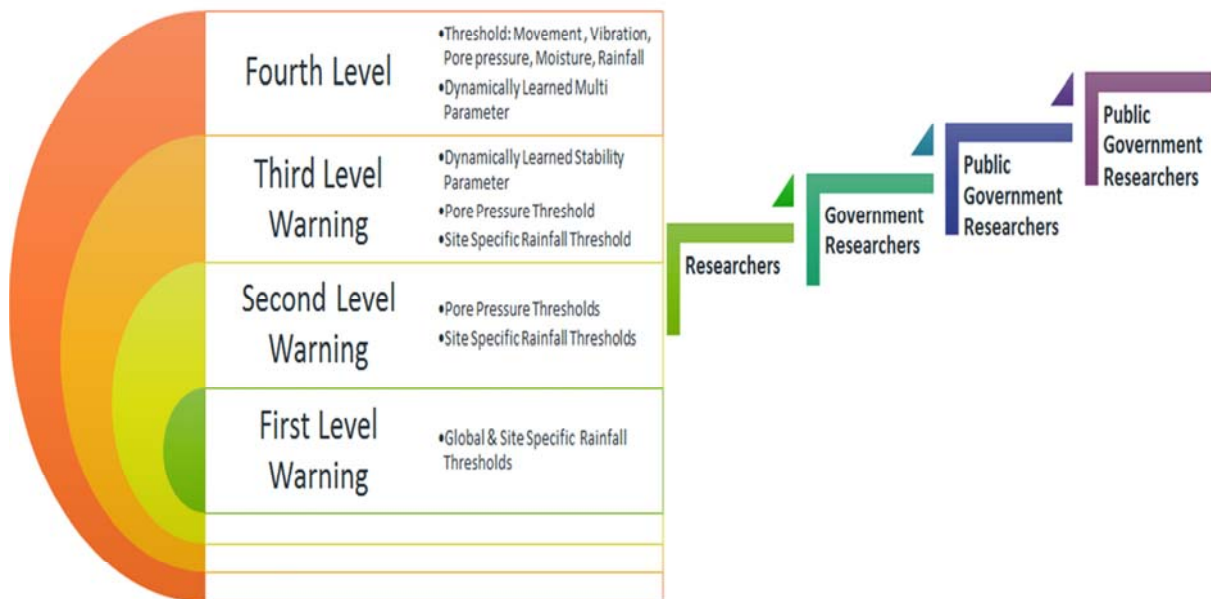 Fourth Level
•Threshold: Movement , Vibration,
Pore pressure, Moisture, Rainfall
•Dynamically Learned Multi
Parameter
Third Level
Warning
•Dynamically Learned Stability
Parameter
•Pore Pressure Threshold
•Site Specific Rainfall Threshold
Second Level
Warning
•Pore Pressure Thresholds
•Site Specific Rainfall Thresholds
First Level
Warning
•Global & Site Specific Rainfall
Thresholds
Researchers
Government
Researchers
Public
Government
Researchers
Public
Government
Researchers